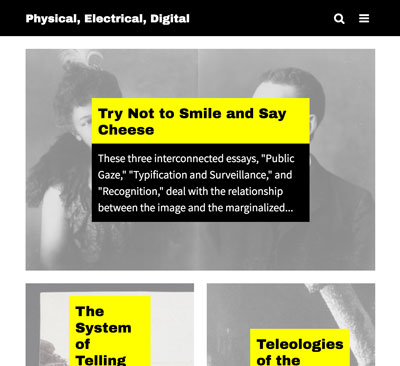 Physical, Electrical, Digital
Try Not to Smile and Say
Cheese
These three interconnected essays, "Public
Gaze," "Typification and Surveillance," and
"Recognition," deal with the relationship
between the image and the marginalized...
The
System
of
Telling
Teleologies
of the